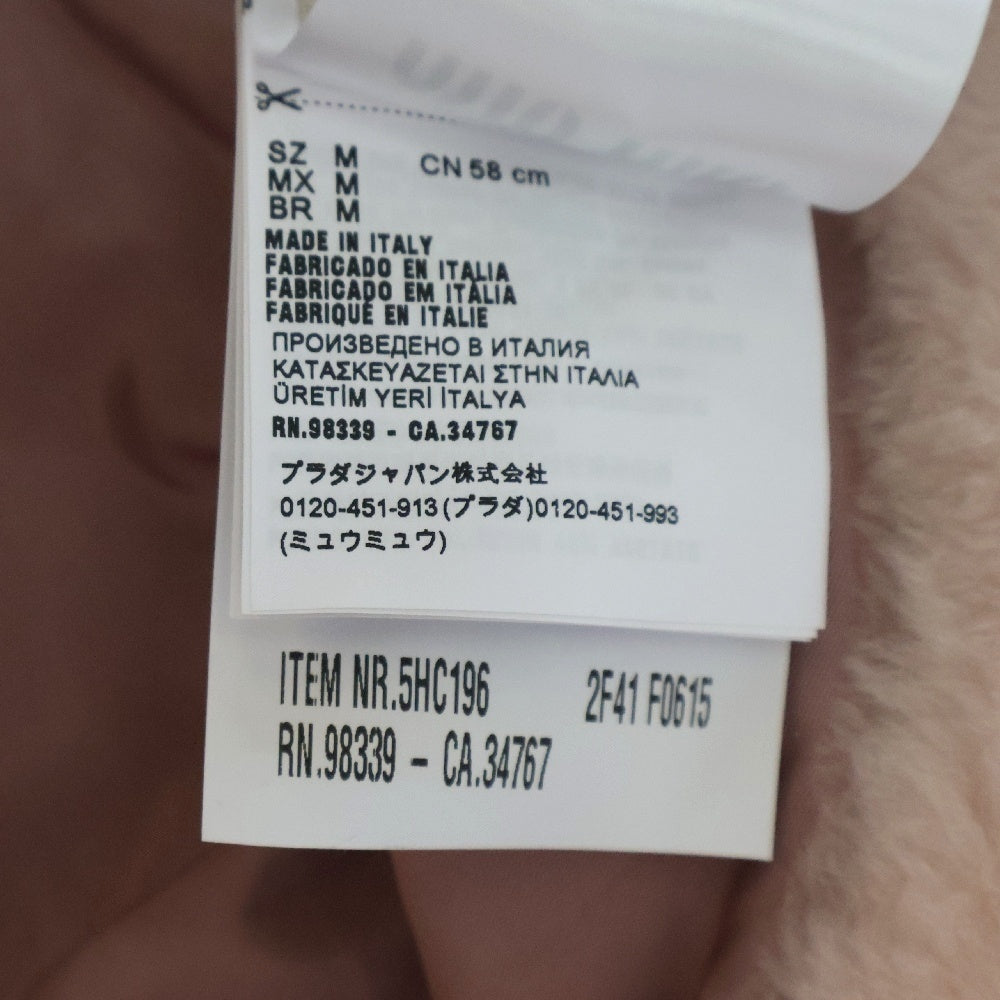 SZ M CN 58 cm
MX M
BR M
MADE IN ITALY
FABRICADO EN ITALIA
FABRICADO EM ITÁLIA
FABRIQUÉ EN ITALIE
ПРОИЗВЕДЕНО В ИТАЛИЯ
ΚΑΤΑΣΚΕΥΑΖΕΤΑΙ ΣΤΗΝ ΙΤΑΛΙΑ
ÜRETİM YERİ İTALYA
RN.98339 - CA.34767
プラダジャパン株式会社
0120-451-913(プラダ)0120-451-993
(ミュウミュウ)
ITEM NR.5HC196 2F41 F0615
RN.98339 - CA.34767